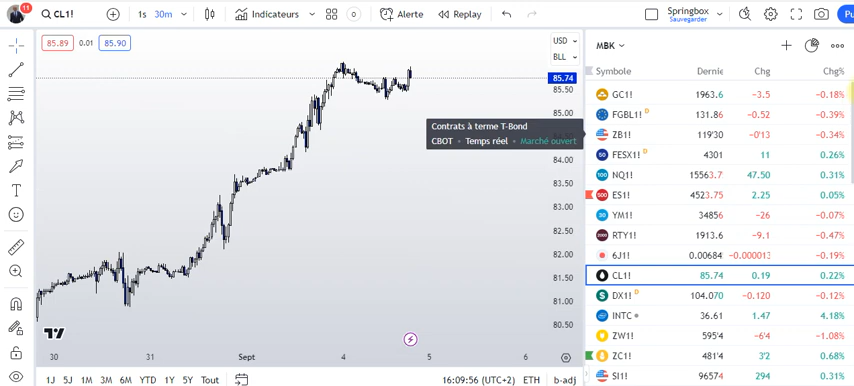 11 CL1! 1s 30m Indicateurs Alerte Replay Springbox Sauvegarder Pu
85.89 0.01 85.90
USD
BLL
85.74
85.50
85.00
84.00
83.50
83.00
82.50
82.00
81.50
81.00
80.50
Contrats à terme T-Bond
CBOT • Temps réel • Marché ouvert
30 31 Sept 4 5 6
1J 5J 1M 3M 6M YTD 1Y 5Y Tout 16:09:56 (UTC+2) ETH b-adj
MBK
Symbole Dernie Chg Chg%
GC1! 1963.6 −3.5 −0.18%
FGBL1! D 131.86 −0.52 −0.39%
ZB1! 119'30 −0'13 −0.34%
50 FESX1! D 4301 11 0.26%
100 NQ1! 15563.7 47.50 0.31%
500 ES1! 4523.75 2.25 0.05%
30 YM1! 34856 −26 −0.07%
2000 RTY1! 1913.6 −9.1 −0.47%
6J1! 0.00684 −0.000013 −0.19%
CL1! 85.74 0.19 0.22%
$ DX1! D 104.070 −0.120 −0.12%
INTC 36.61 1.47 4.18%
ZW1! 595'4 −6'4 −1.08%
ZC1! 481'4 3'2 0.68%
SI1! 96574 294 0.31%